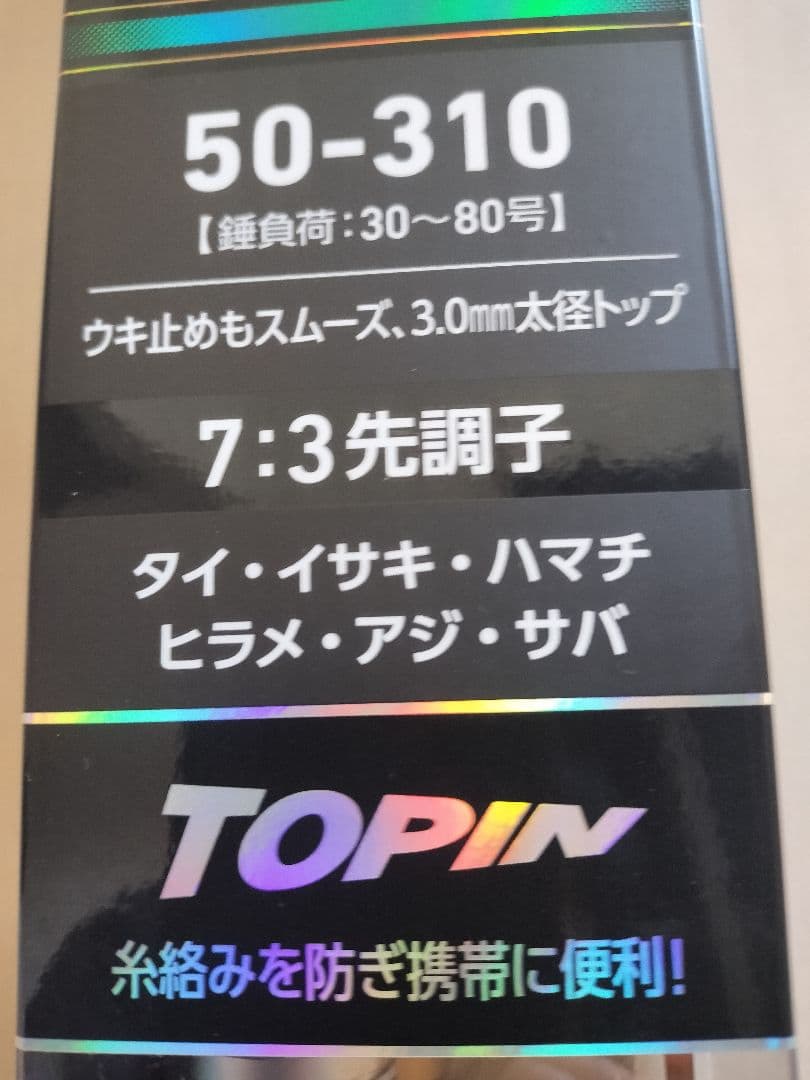 50-310
【錘負荷：30〜80号】
ウキ止めもスムーズ、3.0㎜太径トップ
7：3先調子
タイ・イサキ・ハマチ
ヒラメ・アジ・サバ
TOPIN
糸絡みを防ぎ携帯に便利！